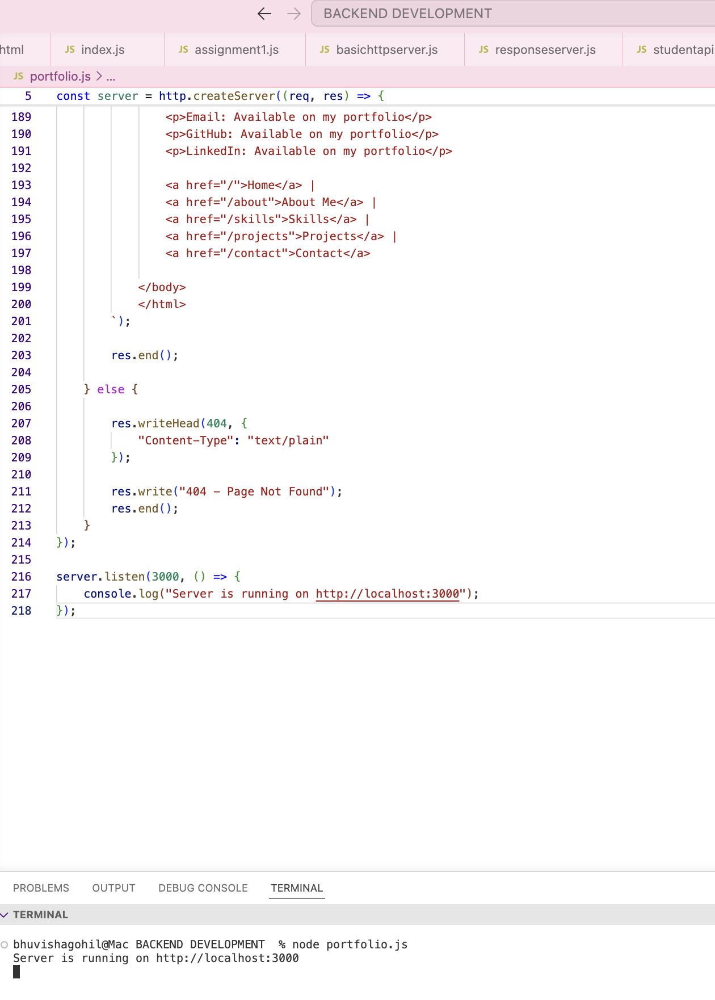 BACKEND DEVELOPMENT
html
JS index.js
JS assignment1.js
JS basichttpserver.js
JS responseserver.js
JS studentapi
JS portfolio.js > ...
5 const server = http.createServer((req, res) => {
189 <p>Email: Available on my portfolio</p>
190 <p>GitHub: Available on my portfolio</p>
191 <p>LinkedIn: Available on my portfolio</p>
192
193 <a href="/">Home</a> |
194 <a href="/about">About Me</a> |
195 <a href="/skills">Skills</a> |
196 <a href="/projects">Projects</a> |
197 <a href="/contact">Contact</a>
198
199 </body>
200 </html>
201 `);
202
203 res.end();
204
205 } else {
206
207 res.writeHead(404, {
208 "Content-Type": "text/plain"
209 });
210
211 res.write("404 - Page Not Found");
212 res.end();
213 }
214 });
215
216 server.listen(3000, () => {
217 console.log("Server is running on http://localhost:3000");
218 });
PROBLEMS OUTPUT DEBUG CONSOLE TERMINAL
TERMINAL
bhuvishagohil@Mac BACKEND DEVELOPMENT % node portfolio.js
Server is running on http://localhost:3000